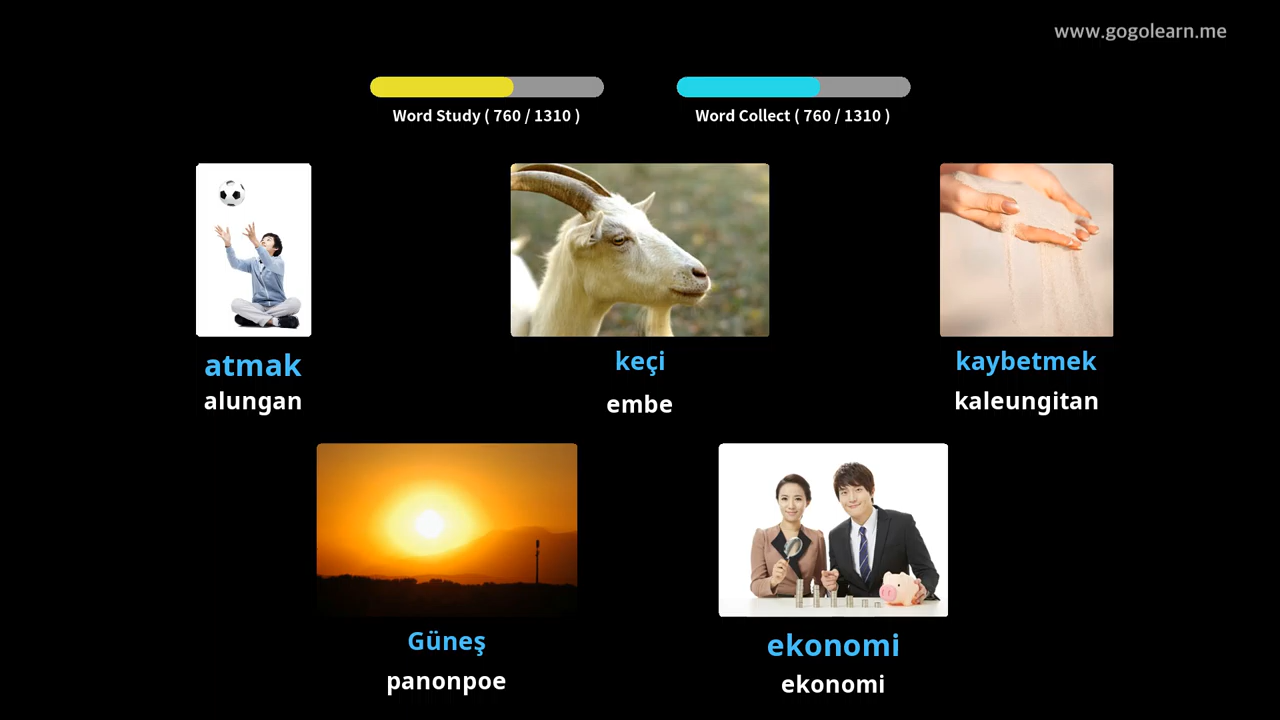 www.gogolearn.me
Word Study ( 760 / 1310 )
Word Collect ( 760 / 1310 )
atmak
alungan
keçi
embe
kaybetmek
kaleungitan
Güneş
panonpoe
ekonomi
ekonomi